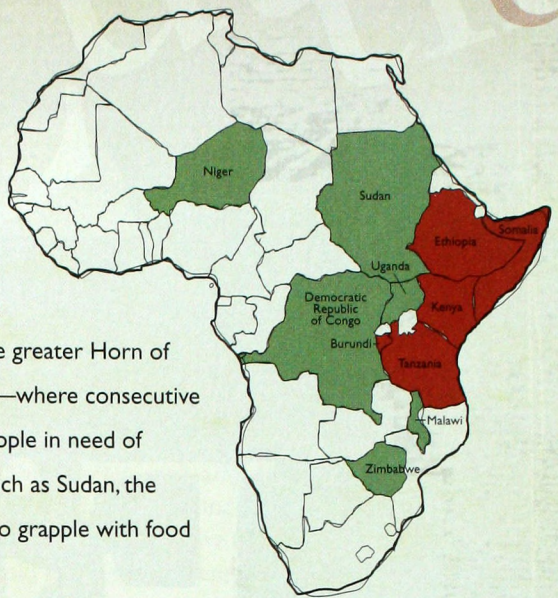 Niger
Sudan
Ethiopia
Somalia
Uganda
Democratic
Republic
of Congo
Kenya
Burundi
Tanzania
Malawi
Zimbabwe
e greater Horn of
—where consecutive
ople in need of
ch as Sudan, the
o grapple with food